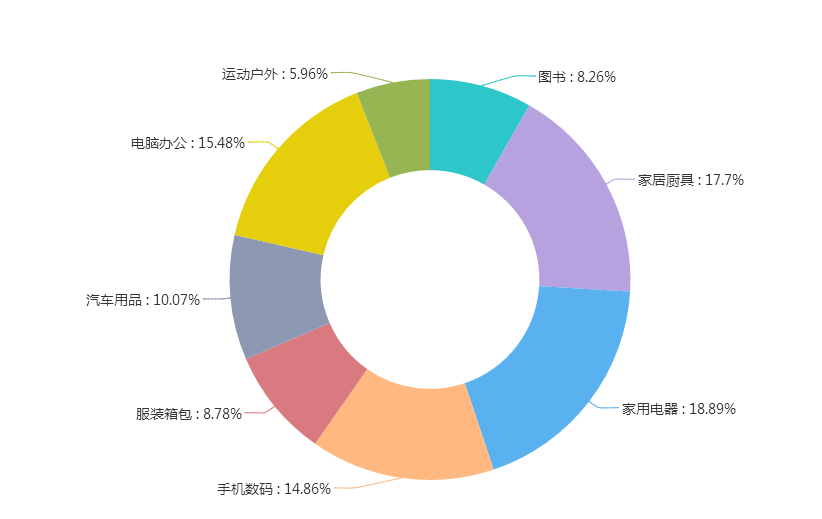 运动户外 : 5.96%
图书 : 8.26%
电脑办公 : 15.48%
家居厨具 : 17.7%
汽车用品 : 10.07%
家用电器 : 18.89%
服装箱包 : 8.78%
手机数码 : 14.86%